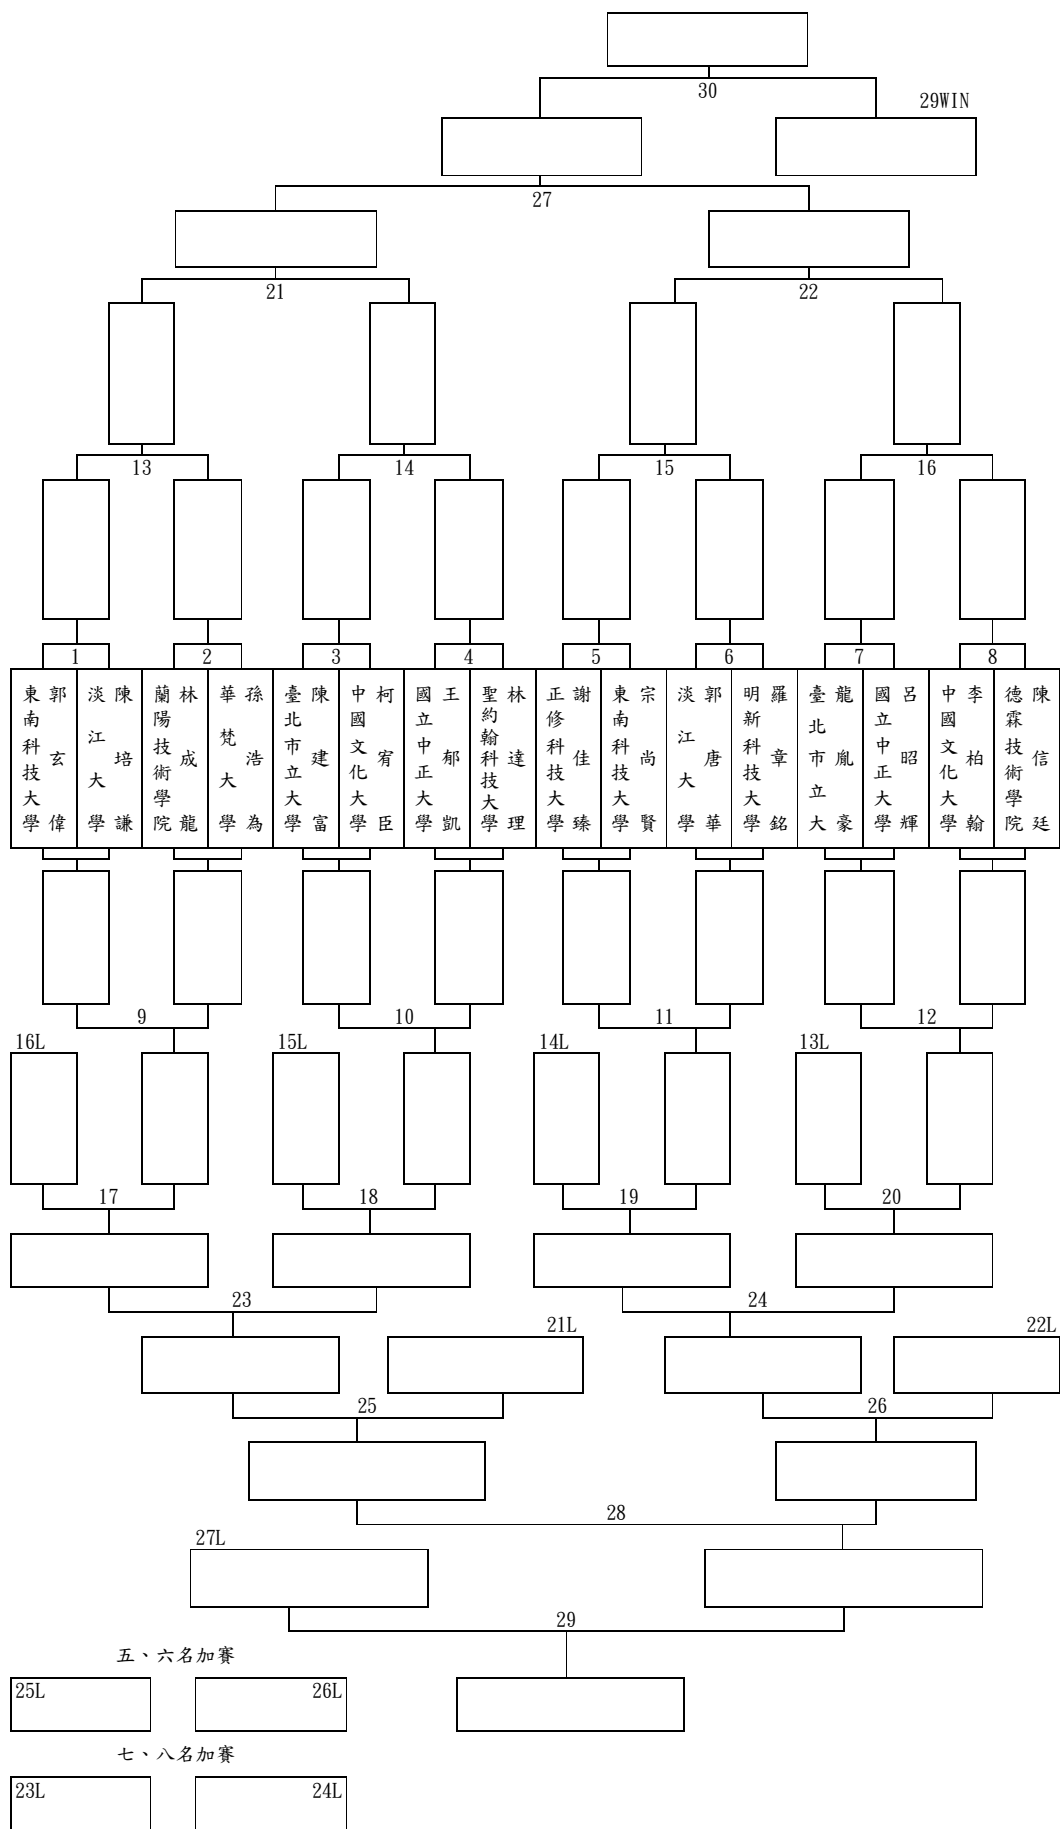 30
29WIN
27
21
22
13
14
15
16
1
2
3
4
5
6
7
8
東南科技大學
郭玄偉
淡江大學
陳培謙
蘭陽技術學院
林成龍
華梵大學
孫浩為
臺北市立大學
陳建富
中國文化大學
柯宥臣
國立中正大學
王郁凱
聖約翰科技大學
林達理
正修科技大學
謝佳臻
東南科技大學
宗尚賢
淡江大學
郭唐華
明新科技大學
羅章銘
臺北市立大
龍胤豪
國立中正大學
呂昭輝
中國文化大學
李柏翰
德霖技術學院
陳信廷
9
10
11
12
16L
15L
14L
13L
17
18
19
20
23
24
21L
22L
25
26
28
27L
29
五、六名加賽
25L
26L
七、八名加賽
23L
24L